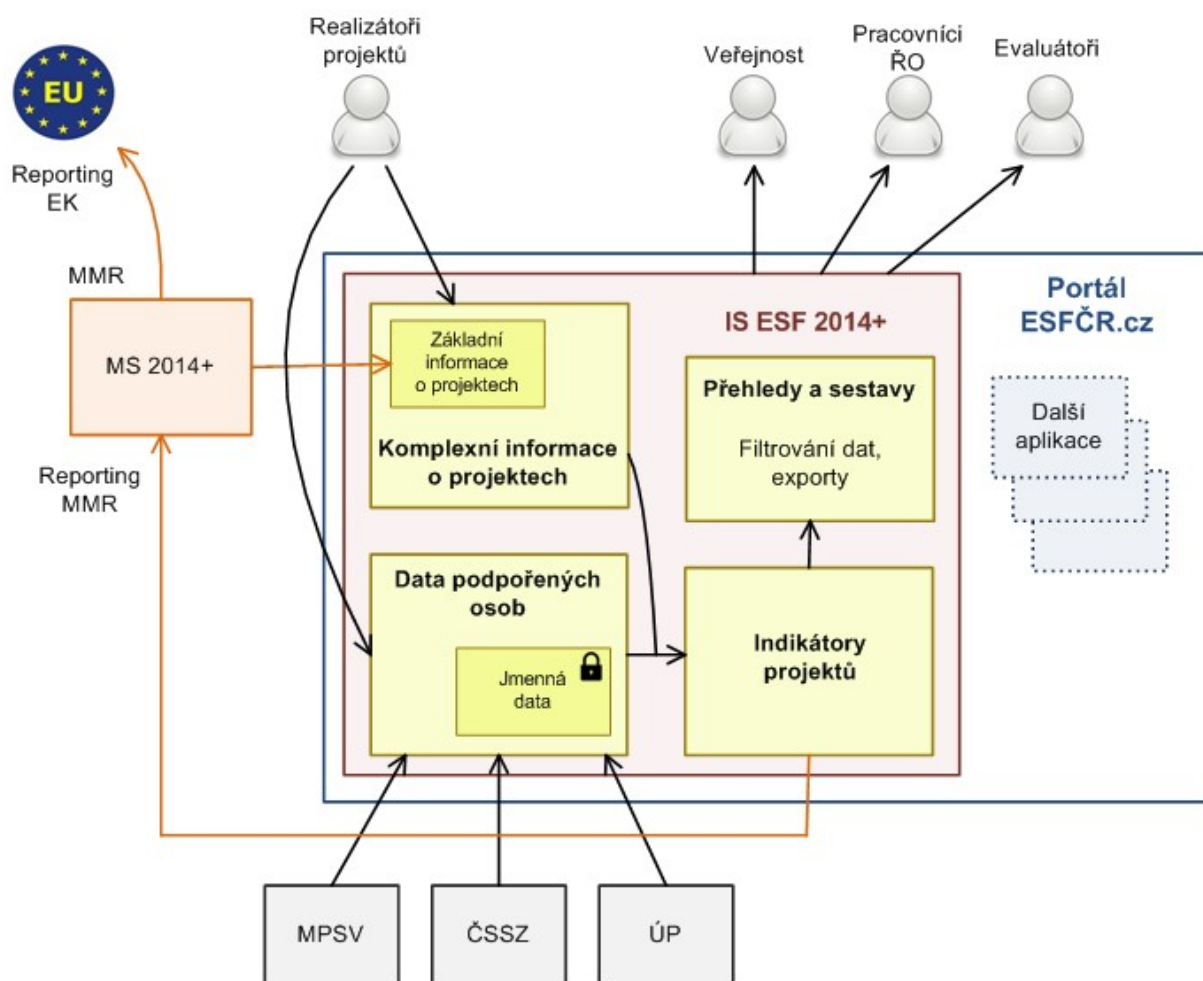 Realizátoři
projektů
Veřejnost
Pracovníci
ŘO
Evaluátoři
EU
Reporting
EK
MMR
MS 2014+
Reporting
MMR
IS ESF 2014+
Portál
ESFČR.cz
Základní
informace
o projektech
Komplexní informace
o projektech
Přehledy a sestavy
Filtrování dat,
exporty
Další
aplikace
Data podpořených
osob
Jmenná
data
Indikátory
projektů
MPSV
ČSSZ
ÚP